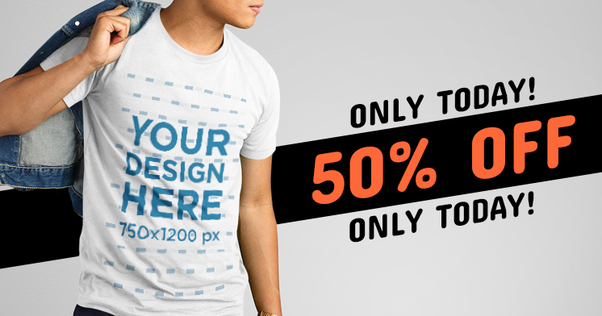 YOUR
DESIGN
HERE
750x1200 px
ONLY TODAY!
50% OFF
ONLY TODAY!